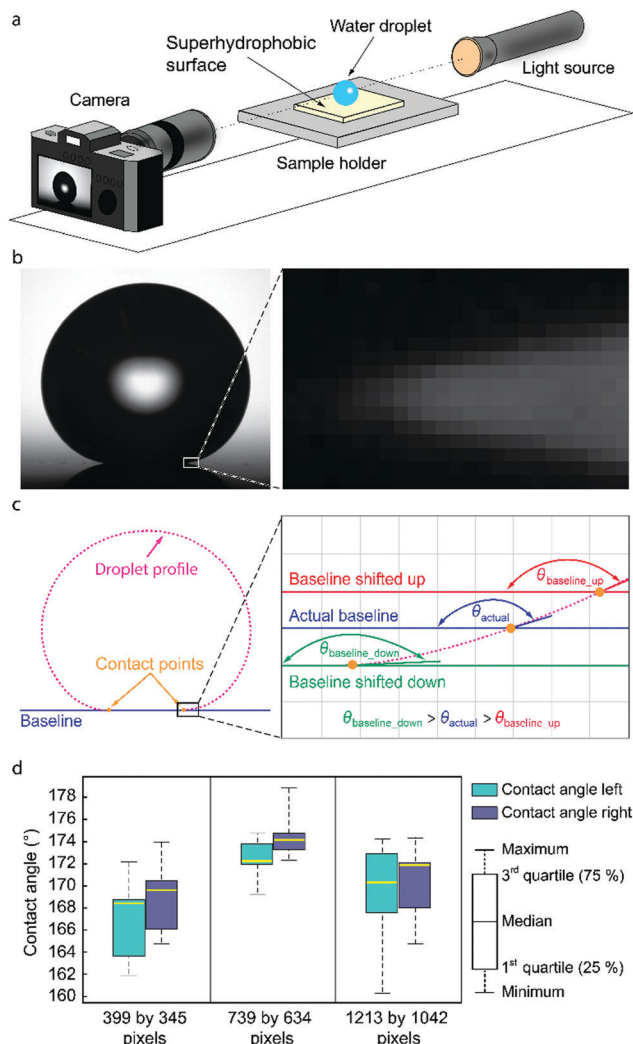 a
Water droplet
Superhydrophobic
surface
Light source
Camera
Sample holder
b
c
Droplet profile
Contact points
Baseline
Baseline shifted up
θbaseline_up
Actual baseline
θactual
θbaseline_down
Baseline shifted down
θbaseline_down > θactual > θbaseline_up
d
Contact angle (°)
178
176
174
172
170
168
166
164
162
160
399 by 345
pixels
739 by 634
pixels
1213 by 1042
pixels
Contact angle left
Contact angle right
Maximum
3rd quartile (75 %)
Median
1st quartile (25 %)
Minimum